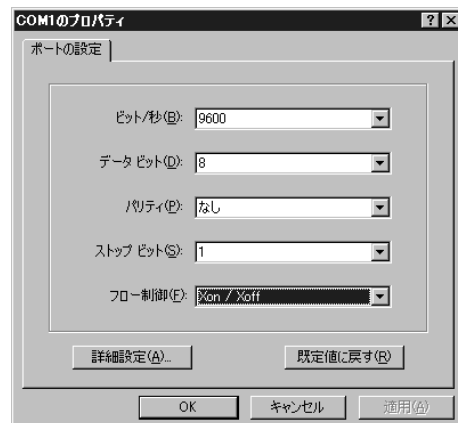 COM1のプロパティ
ポートの設定
ビット/秒(B): 9600
データ ビット(D): 8
パリティ(P): なし
ストップ ビット(S): 1
フロー制御(F): Xon / Xoff
詳細設定(A)... 既定値に戻す(R)
OK キャンセル 適用(A)